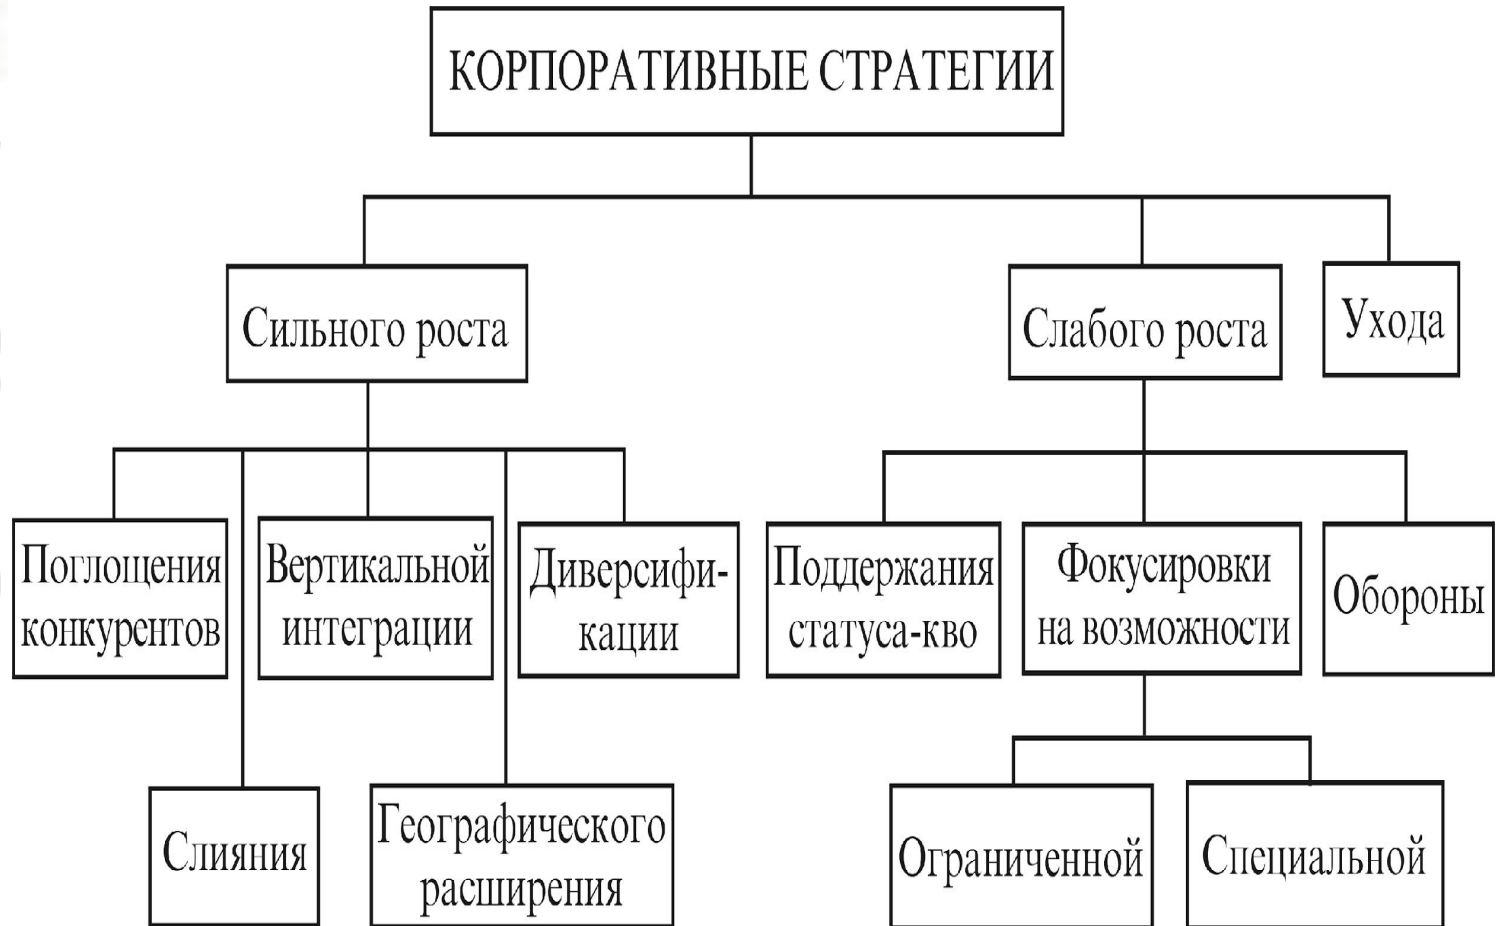 КОРПОРАТИВНЫЕ СТРАТЕГИИ
Сильного роста
Слабого роста
Ухода
Поглощения
конкурентов
Вертикальной
интеграции
Диверсифи-
кации
Поддержания
статуса-кво
Фокусировки
на возможности
Обороны
Слияния
Географического
расширения
Ограниченной
Специальной